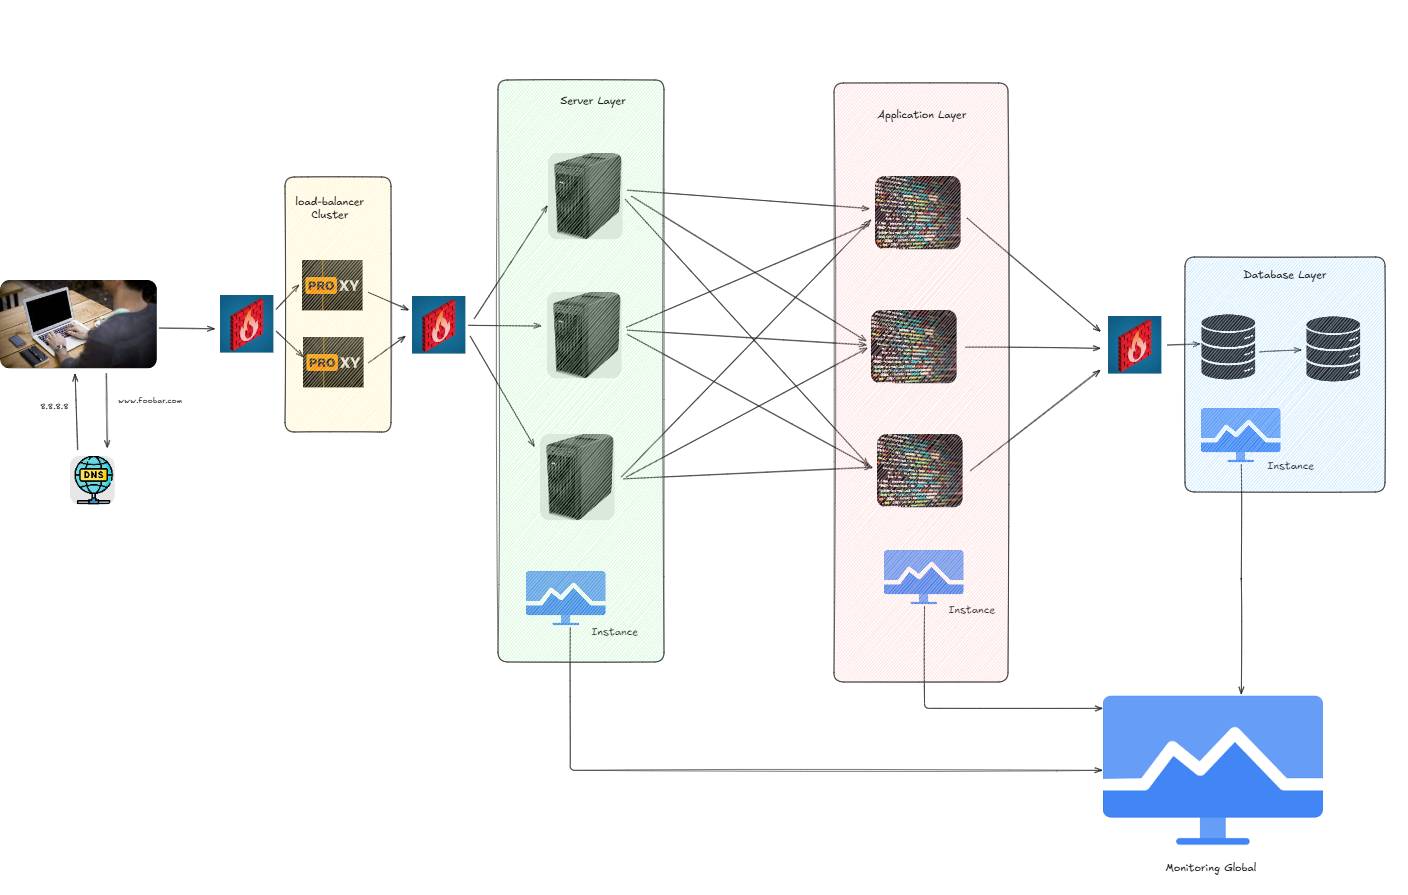 Server Layer
Application Layer
load-balancer
Cluster
PROXY
PROXY
Database Layer
8.8.8.8
www.foobar.com
DNS
Instance
Instance
Instance
Monitoring Global